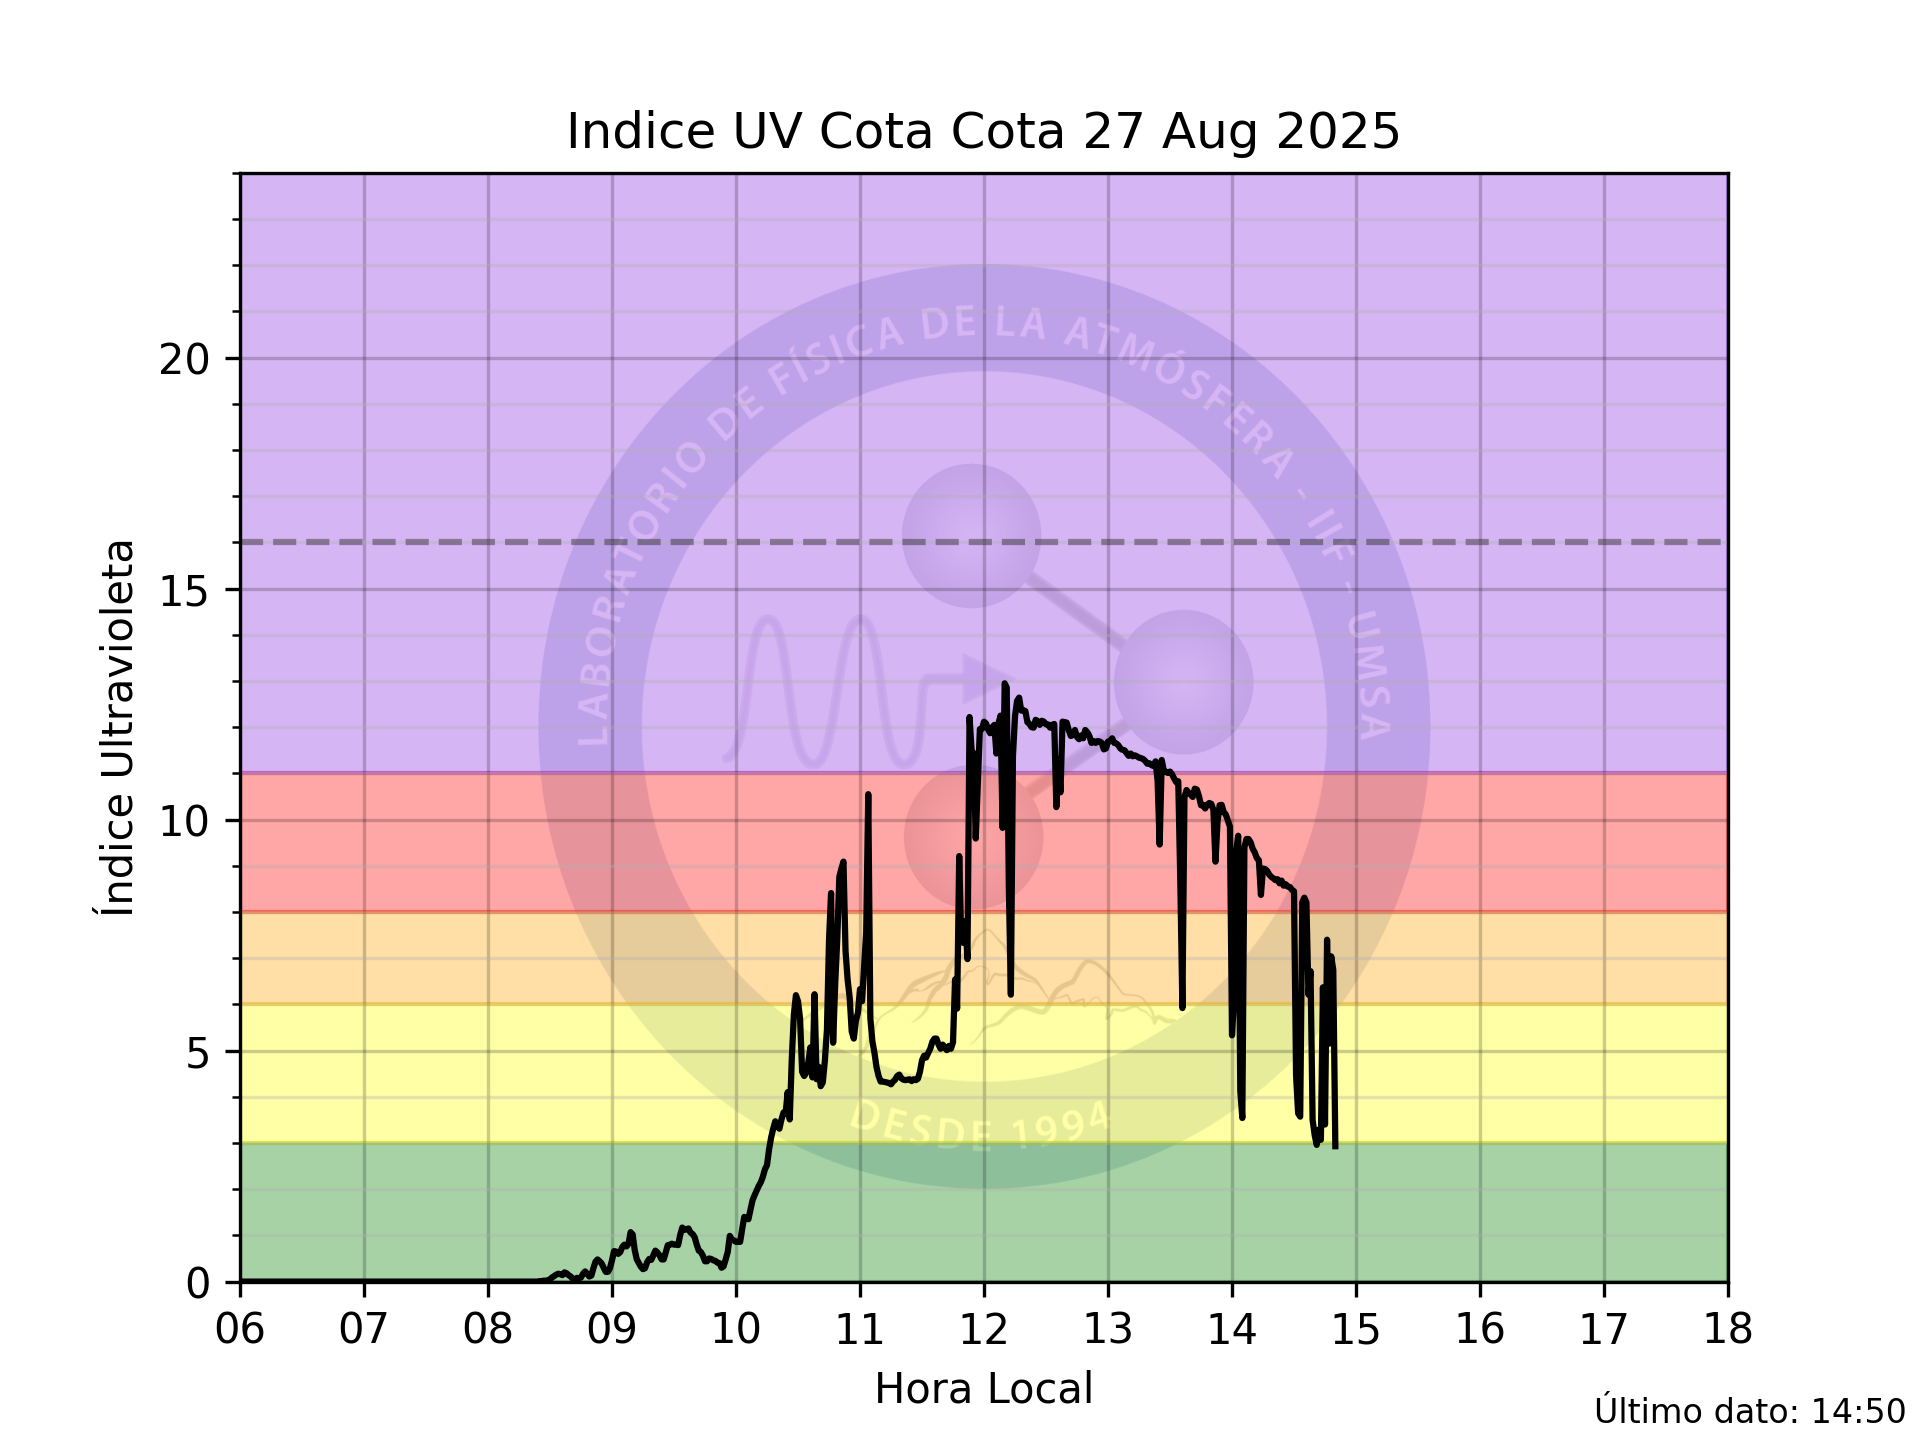 Indice UV Cota Cota 27 Aug 2025
Índice Ultravioleta
20
15
10
5
0
LABORATORIO DE FÍSICA DE LA ATMÓSFERA - IIF - UMSA
DESDE 1994
06 07 08 09 10 11 12 13 14 15 16 17 18
Hora Local
Último dato: 14:50